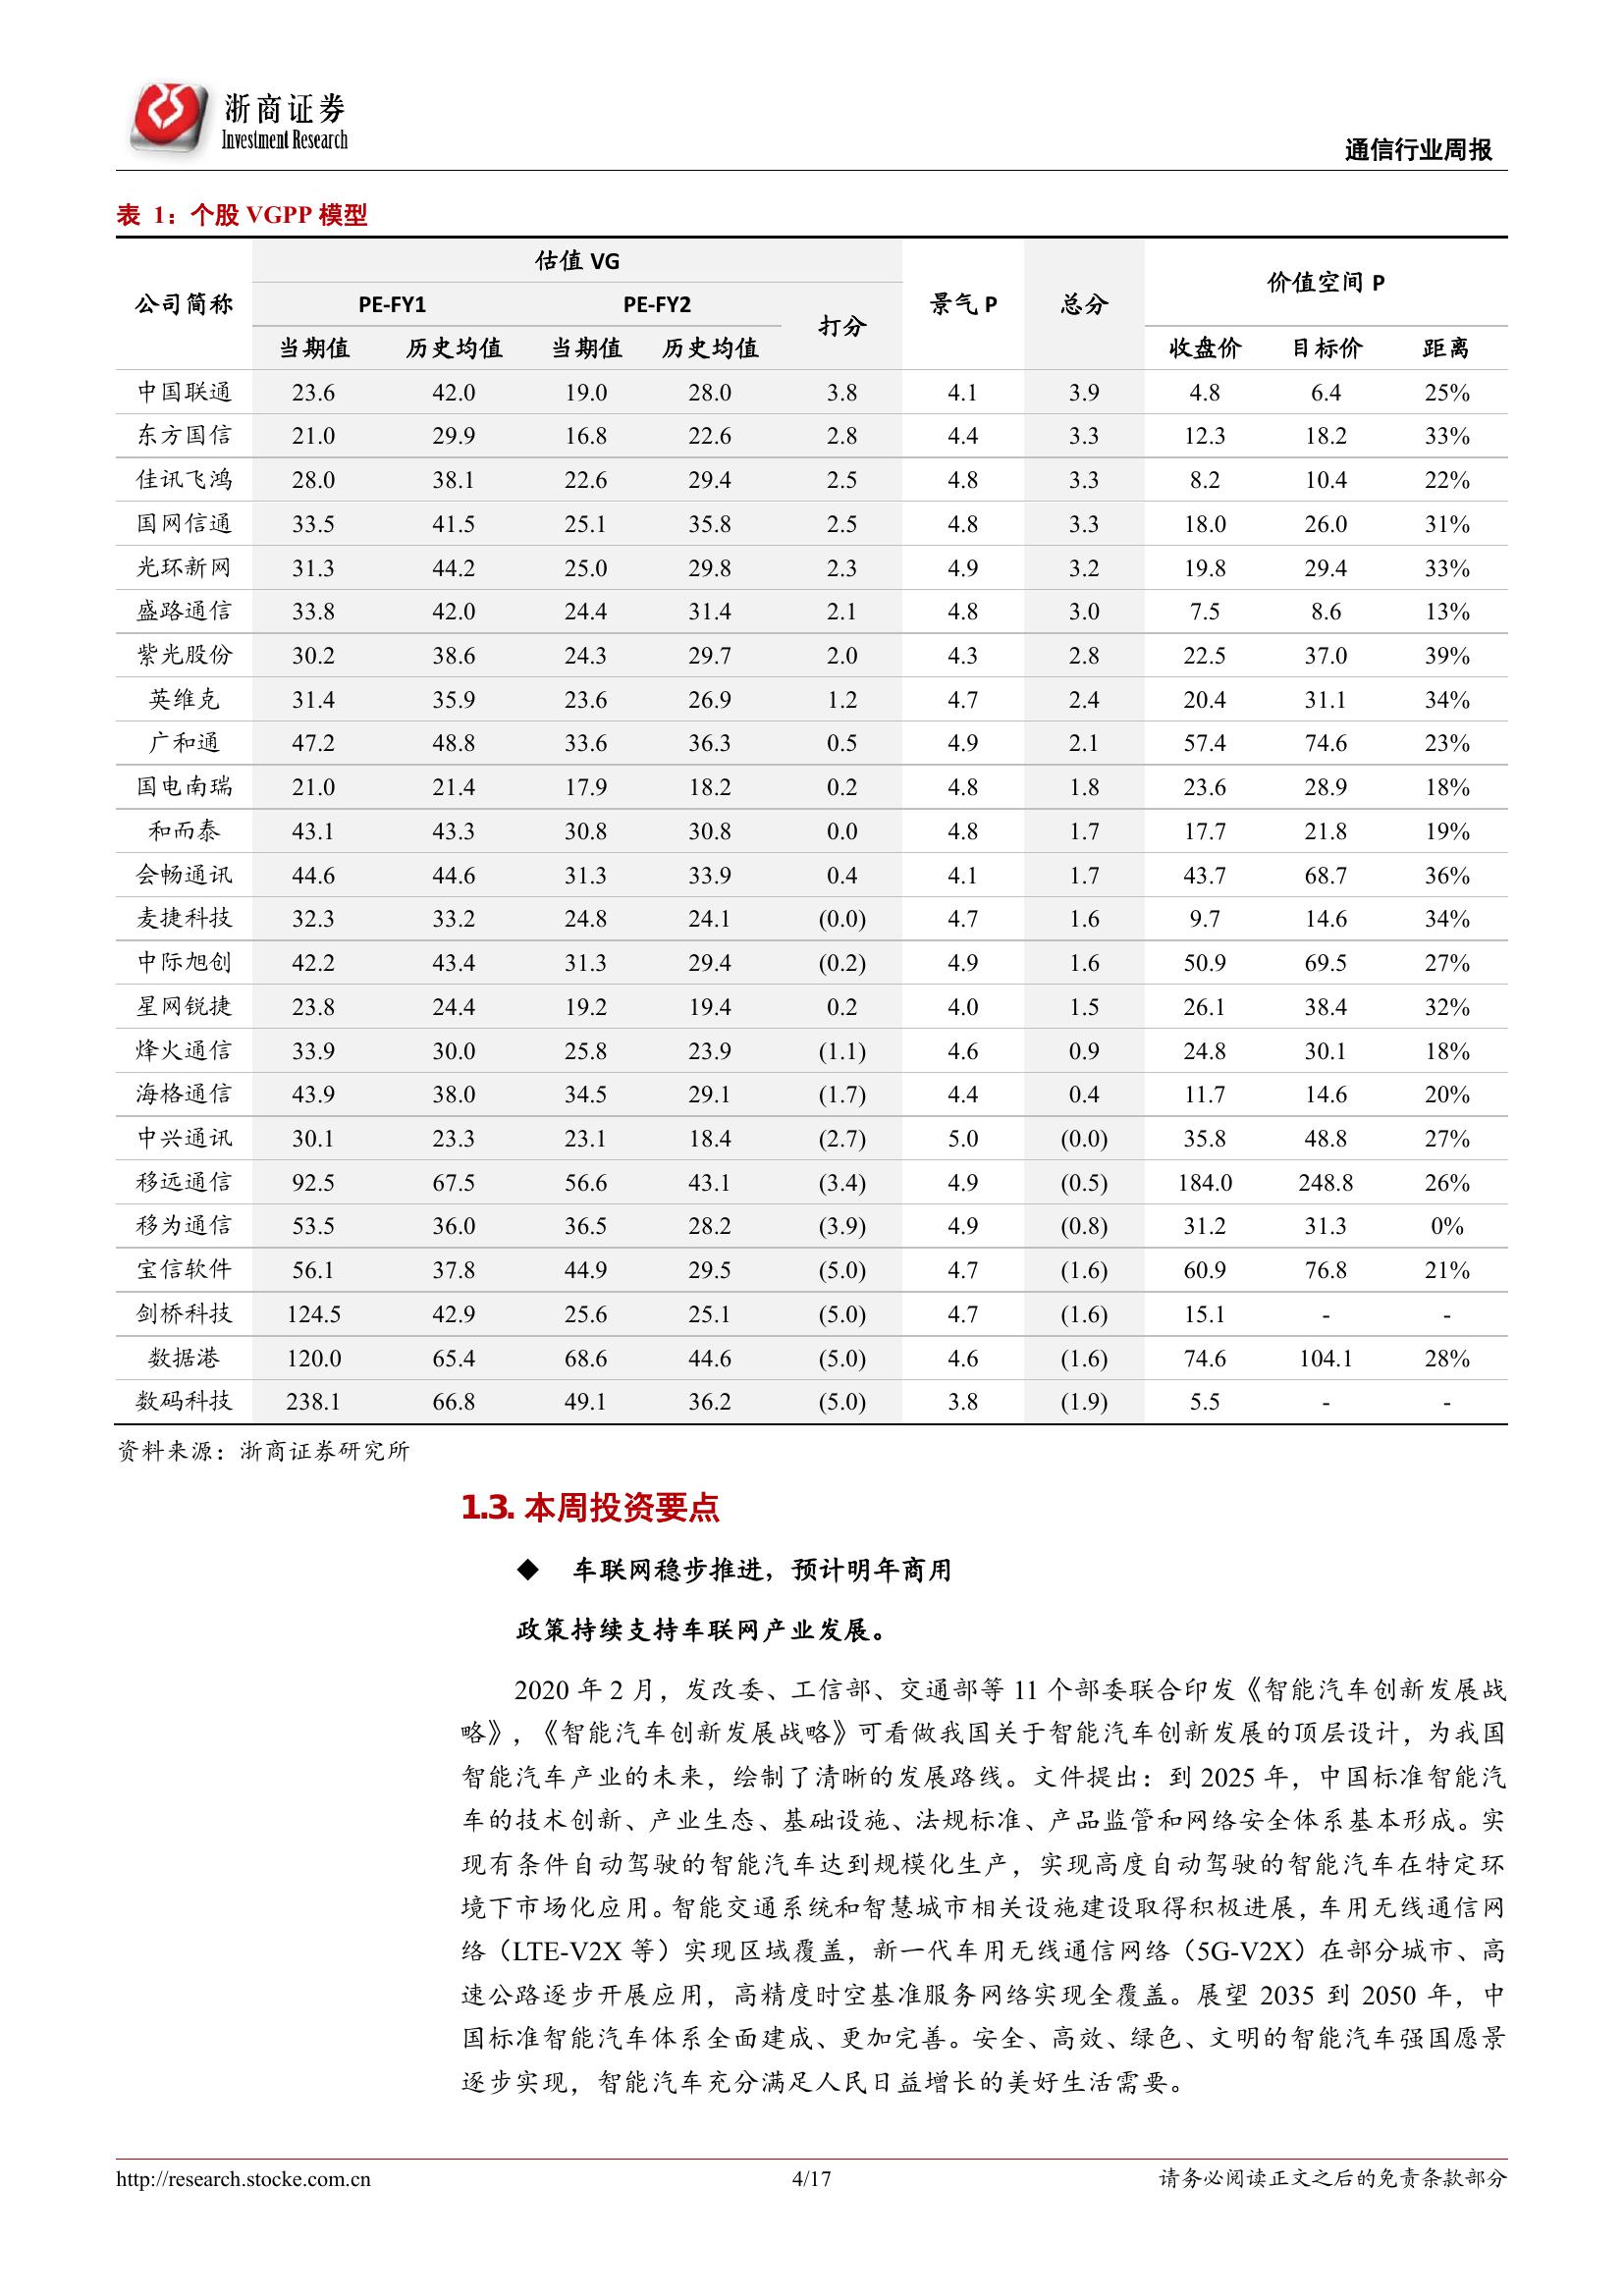 浙商证券
Investment Research
通信行业周报
表 1：个股 VGPP 模型
公司简称 估值 VG 景气 P 总分 价值空间 P
PE-FY1 PE-FY2 打分
当期值 历史均值 当期值 历史均值 收盘价 目标价 距离
中国联通 23.6 42.0 19.0 28.0 3.8 4.1 3.9 4.8 6.4 25%
东方国信 21.0 29.9 16.8 22.6 2.8 4.4 3.3 12.3 18.2 33%
佳讯飞鸿 28.0 38.1 22.6 29.4 2.5 4.8 3.3 8.2 10.4 22%
国网信通 33.5 41.5 25.1 35.8 2.5 4.8 3.3 18.0 26.0 31%
光环新网 31.3 44.2 25.0 29.8 2.3 4.9 3.2 19.8 29.4 33%
盛路通信 33.8 42.0 24.4 31.4 2.1 4.8 3.0 7.5 8.6 13%
紫光股份 30.2 38.6 24.3 29.7 2.0 4.3 2.8 22.5 37.0 39%
英维克 31.4 35.9 23.6 26.9 1.2 4.7 2.4 20.4 31.1 34%
广和通 47.2 48.8 33.6 36.3 0.5 4.9 2.1 57.4 74.6 23%
国电南瑞 21.0 21.4 17.9 18.2 0.2 4.8 1.8 23.6 28.9 18%
和而泰 43.1 43.3 30.8 30.8 0.0 4.8 1.7 17.7 21.8 19%
会畅通讯 44.6 44.6 31.3 33.9 0.4 4.1 1.7 43.7 68.7 36%
麦捷科技 32.3 33.2 24.8 24.1 (0.0) 4.7 1.6 9.7 14.6 34%
中际旭创 42.2 43.4 31.3 29.4 (0.2) 4.9 1.6 50.9 69.5 27%
星网锐捷 23.8 24.4 19.2 19.4 0.2 4.0 1.5 26.1 38.4 32%
烽火通信 33.9 30.0 25.8 23.9 (1.1) 4.6 0.9 24.8 30.1 18%
海格通信 43.9 38.0 34.5 29.1 (1.7) 4.4 0.4 11.7 14.6 20%
中兴通讯 30.1 23.3 23.1 18.4 (2.7) 5.0 (0.0) 35.8 48.8 27%
移远通信 92.5 67.5 56.6 43.1 (3.4) 4.9 (0.5) 184.0 248.8 26%
移为通信 53.5 36.0 36.5 28.2 (3.9) 4.9 (0.8) 31.2 31.3 0%
宝信软件 56.1 37.8 44.9 29.5 (5.0) 4.7 (1.6) 60.9 76.8 21%
剑桥科技 124.5 42.9 25.6 25.1 (5.0) 4.7 (1.6) 15.1 - -
数据港 120.0 65.4 68.6 44.6 (5.0) 4.6 (1.6) 74.6 104.1 28%
数码科技 238.1 66.8 49.1 36.2 (5.0) 3.8 (1.9) 5.5 - -
资料来源：浙商证券研究所
1.3. 本周投资要点
◆ 车联网稳步推进，预计明年商用
政策持续支持车联网产业发展。
2020 年 2 月，发改委、工信部、交通部等 11 个部委联合印发《智能汽车创新发展战
略》，《智能汽车创新发展战略》可看做我国关于智能汽车创新发展的顶层设计，为我国
智能汽车产业的未来，绘制了清晰的发展路线。文件提出：到 2025 年，中国标准智能汽
车的技术创新、产业生态、基础设施、法规标准、产品监管和网络安全体系基本形成。实
现有条件自动驾驶的智能汽车达到规模化生产，实现高度自动驾驶的智能汽车在特定环
境下市场化应用。智能交通系统和智慧城市相关设施建设取得积极进展，车用无线通信网
络（LTE-V2X 等）实现区域覆盖，新一代车用无线通信网络（5G-V2X）在部分城市、高
速公路逐步开展应用，高精度时空基准服务网络实现全覆盖。展望 2035 到 2050 年，中
国标准智能汽车体系全面建成、更加完善。安全、高效、绿色、文明的智能汽车强国愿景
逐步实现，智能汽车充分满足人民日益增长的美好生活需要。
http://research.stocke.com.cn 4/17 请务必阅读正文之后的免责条款部分